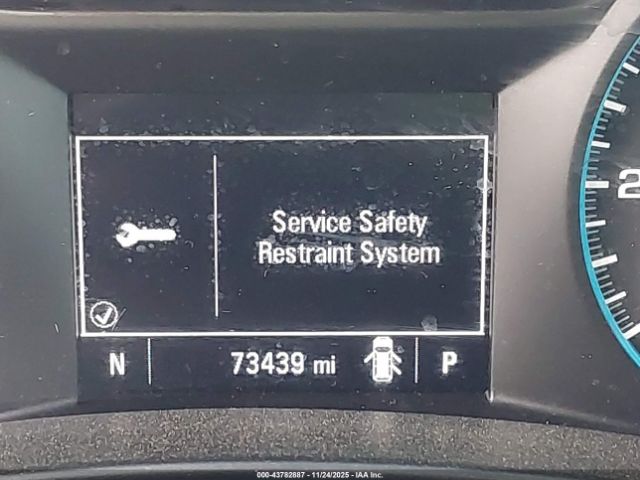 Service Safety
Restraint System
N 73439 mi P
000-43782887 - 11/24/2025 - IAA Inc.